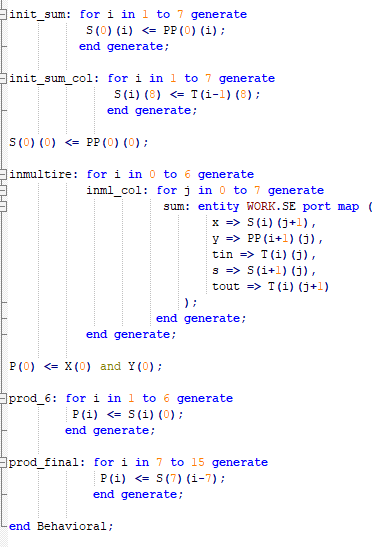 init_sum: for i in 1 to 7 generate
S(0)(i) <= PP(0)(i);
end generate;
init_sum_col: for i in 1 to 7 generate
S(i)(8) <= T(i-1)(8);
end generate;
S(0)(0) <= PP(0)(0);
inmultire: for i in 0 to 6 generate
inml_col: for j in 0 to 7 generate
sum: entity WORK.SE port map (
x => S(i)(j+1),
y => PP(i+1)(j),
tin => T(i)(j),
s => S(i+1)(j),
tout => T(i)(j+1)
);
end generate;
end generate;
P(0) <= X(0) and Y(0);
prod_6: for i in 1 to 6 generate
P(i) <= S(i)(0);
end generate;
prod_final: for i in 7 to 15 generate
P(i) <= S(7)(i-7);
end generate;
end Behavioral;